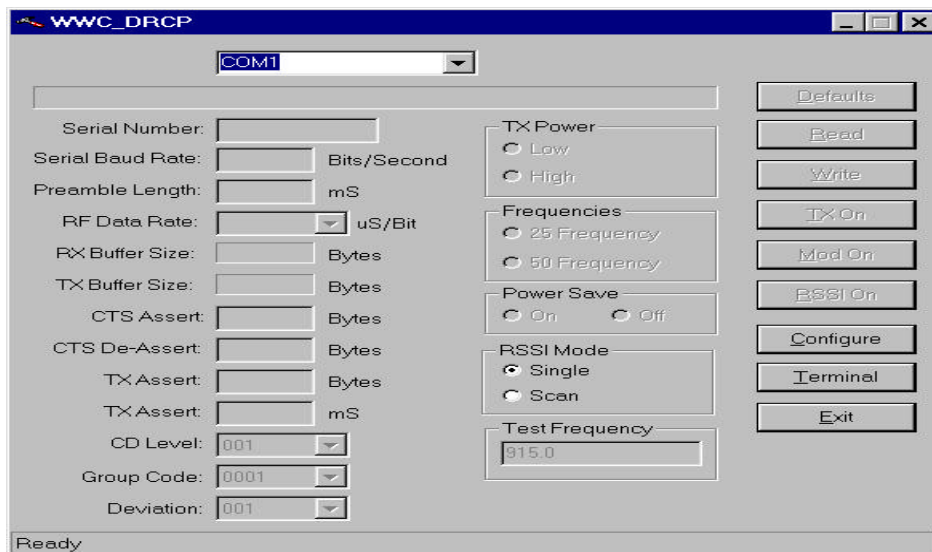 WWC_DRCP
COM1
Serial Number:
Serial Baud Rate: Bits/Second
Preamble Length: mS
RF Data Rate: uS/Bit
RX Buffer Size: Bytes
TX Buffer Size: Bytes
CTS Assert: Bytes
CTS De-Assert: Bytes
TX Assert: Bytes
TX Assert: mS
CD Level: 001
Group Code: 0001
Deviation: 001
TX Power
Low
High
Frequencies
25 Frequency
50 Frequency
Power Save
On Off
RSSI Mode
Single
Scan
Test Frequency
915.0
Defaults
Read
Write
TX On
Mod On
RSSI On
Configure
Terminal
Exit
Ready